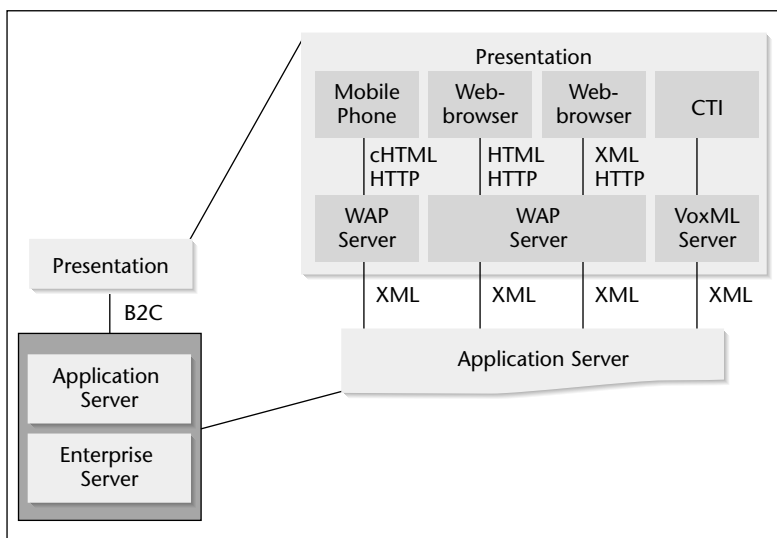 Presentation
Mobile
Phone
Web-
browser
Web-
browser
CTI
cHTML
HTTP
HTML
HTTP
XML
HTTP
WAP
Server
WAP
Server
VoxML
Server
XML
XML
XML
XML
Application Server
Presentation
B2C
Application
Server
Enterprise
Server